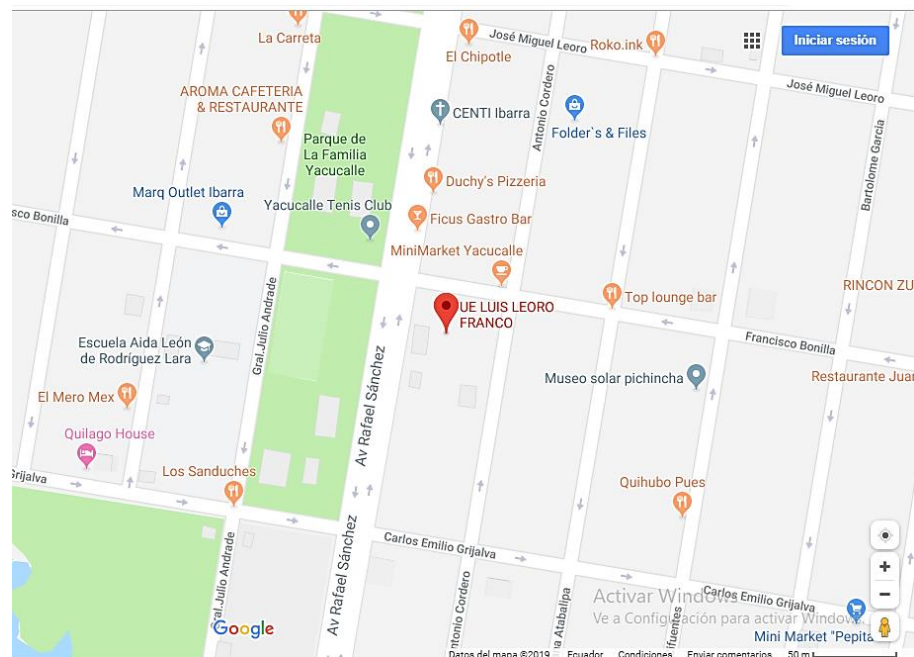 La Carreta
El Chipotle
José Miguel Leoro
Roko.ink
Iniciar sesión
José Miguel Leoro
AROMA CAFETERIA
& RESTAURANTE
CENTI Ibarra
Antonio Cordero
Folder`s & Files
Bartolome Garcia
Parque de
La Familia
Yacucalle
Duchy's Pizzeria
Marq Outlet Ibarra
Yacucalle Tenis Club
Ficus Gastro Bar
sco Bonilla
MiniMarket Yacucalle
Gral.Julio Andrade
UE LUIS LEORO
FRANCO
Top lounge bar
RINCON ZU
Francisco Bonilla
Escuela Aida León
de Rodríguez Lara
Av Rafael Sánchez
Museo solar pichincha
Restaurante Juan
El Mero Mex
Quilago House
Los Sanduches
Grijalva
Quihubo Pues
Carlos Emilio Grijalva
Gral.Julio Andrade
Av Rafael Sánchez
Antonio Cordero
a Atabalipa
ifuentes
Carlos Emilio Grijalva
Activar Windows
Ve a Configuración para activar Windows.
Google
Mini Market "Pepita
Datos del mapa ©2019
Ecuador
Condiciones
Enviar comentarios
50 m